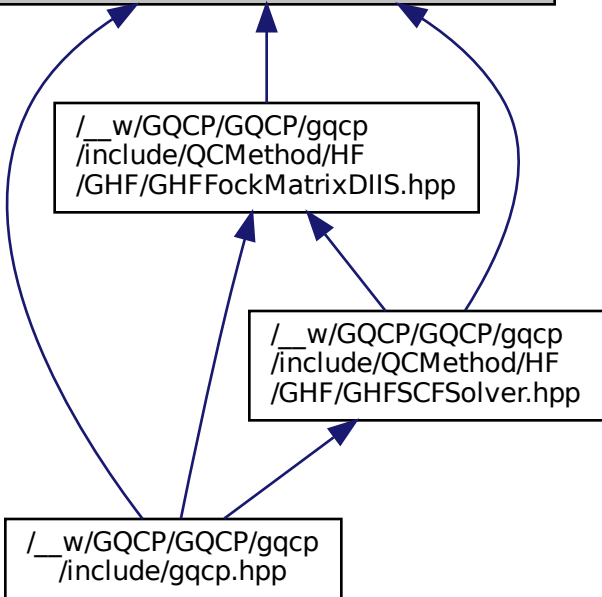 /__w/GQCP/GQCP/gqcp
/include/QCMethod/HF
/GHF/GHFFockMatrixDIIS.hpp
/__w/GQCP/GQCP/gqcp
/include/QCMethod/HF
/GHF/GHFSCFSolver.hpp
/__w/GQCP/GQCP/gqcp
/include/gqcp.hpp